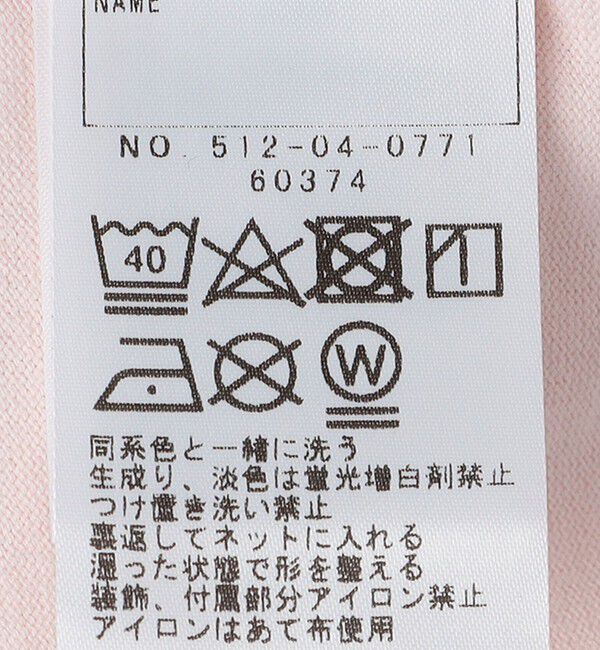 NAME
NO 512-04-0771
60374
40
W
同系色と一緒に洗う
生成り、淡色は蛍光増白剤禁止
つけ置き洗い禁止
裏返してネットに入れる
湿った状態で形を整える
装飾、付属部分アイロン禁止
アイロンはあて布使用